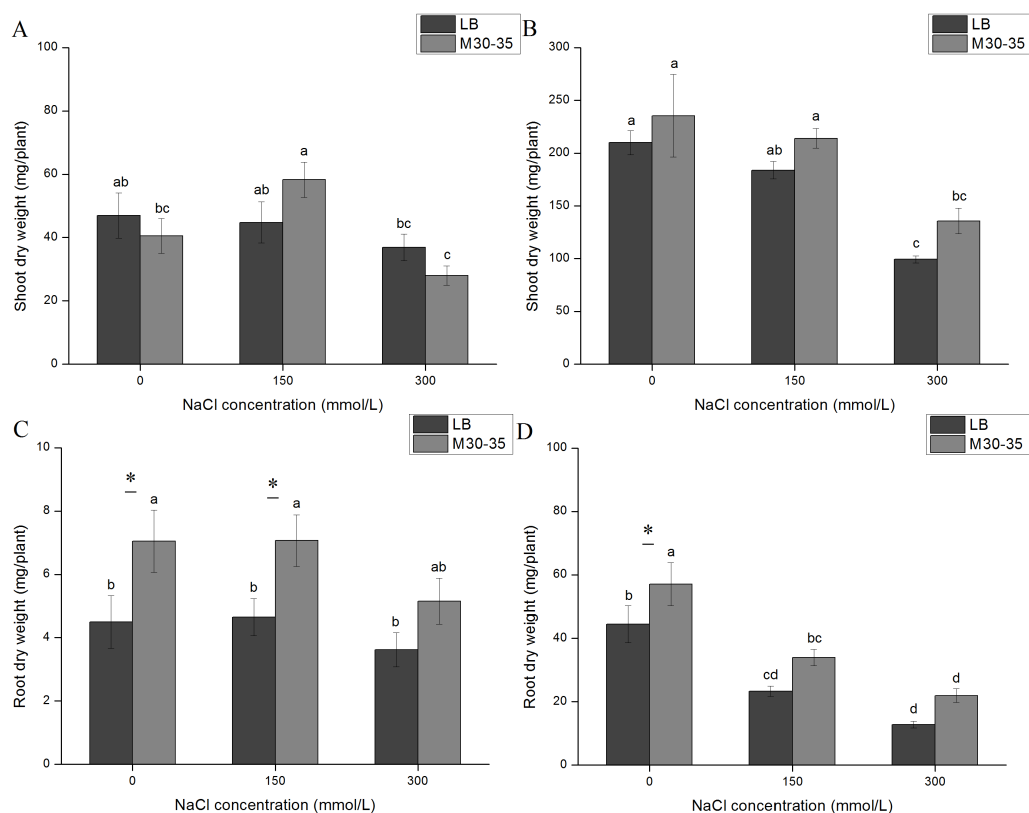 A
LB
M30-35
Shoot dry weight (mg/plant)
100
80
60
40
20
0
ab
bc
ab
a
bc
c
0
150
300
NaCl concentration (mmol/L)
B
LB
M30-35
Shoot dry weight (mg/plant)
300
250
200
150
100
50
0
a
a
ab
a
c
bc
0
150
300
NaCl concentration (mmol/L)
C
LB
M30-35
Root dry weight (mg/plant)
10
8
6
4
2
0
*
*
b
a
b
a
b
ab
0
150
300
NaCl concentration (mmol/L)
D
LB
M30-35
Root dry weight (mg/plant)
100
80
60
40
20
0
*
b
a
cd
bc
d
d
0
150
300
NaCl concentration (mmol/L)